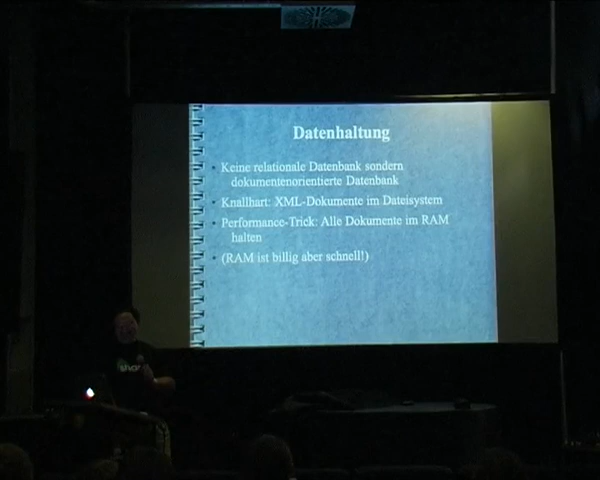 Datenhaltung
• Keine relationale Datenbank sondern
dokumentenorientierte Datenbank
• Knallhart: XML-Dokumente im Dateisystem
• Performance-Trick: Alle Dokumente im RAM
halten
• (RAM ist billig aber schnell!)